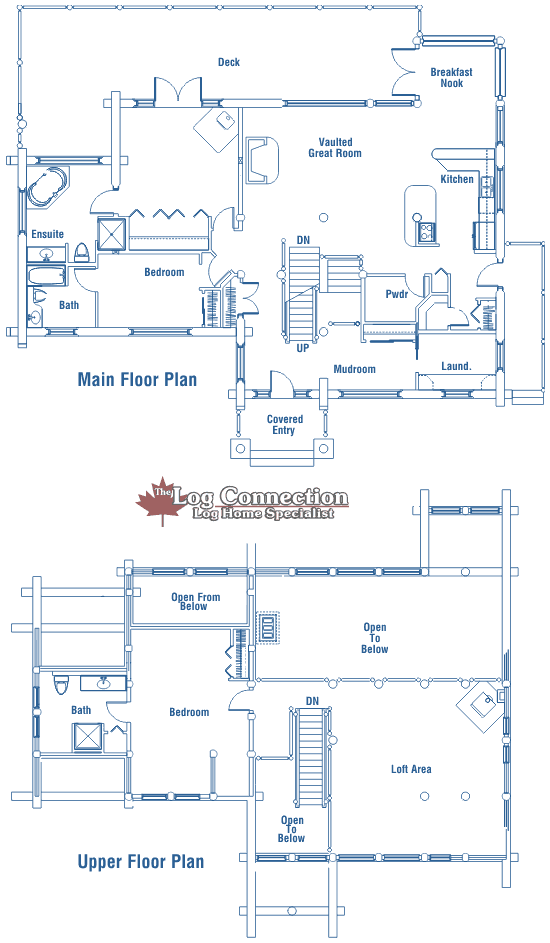 Deck
Breakfast
Nook
Vaulted
Great Room
Kitchen
Ensuite
DN
Bedroom
Bath
Pwdr
UP
Mudroom
Laund.
Main Floor Plan
Covered
Entry
The Log Connection
Log Home Specialist
Open From
Below
Open
To
Below
Bath
Bedroom
DN
Loft Area
Open
To
Below
Upper Floor Plan